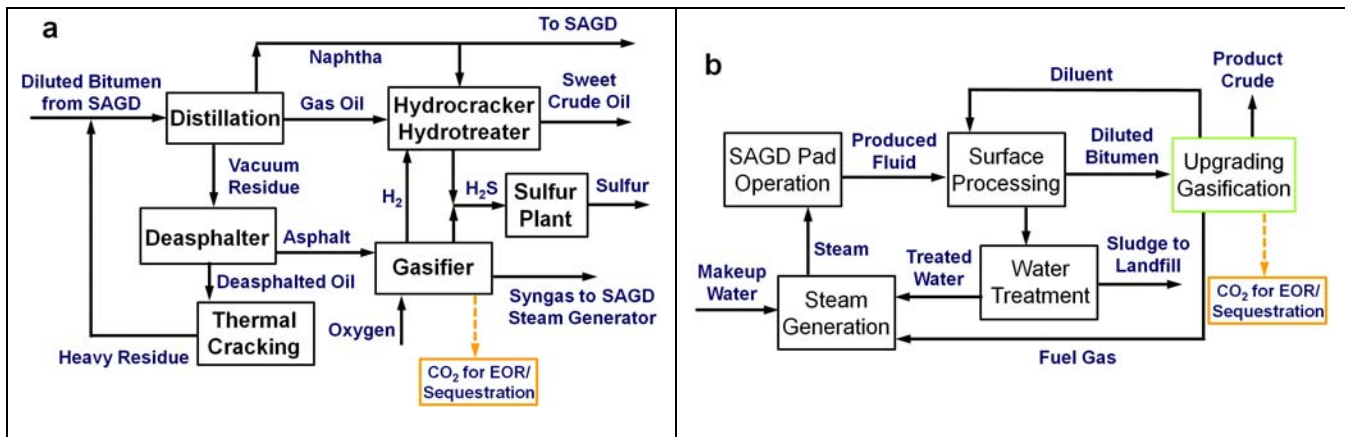 a
To SAGD
Naphtha
Diluted Bitumen
from SAGD
Distillation
Gas Oil
Hydrocracker
Hydrotreater
Sweet
Crude Oil
Vacuum
Residue
H₂
H₂S
Sulfur
Plant
Sulfur
Deasphalter
Asphalt
Gasifier
Deasphalted Oil
Syngas to SAGD
Steam Generator
Thermal
Cracking
Oxygen
Heavy Residue
CO₂ for EOR/
Sequestration
b
Diluent
Product
Crude
SAGD Pad
Operation
Produced
Fluid
Surface
Processing
Diluted
Bitumen
Upgrading
Gasification
Steam
Makeup
Water
Steam
Generation
Treated
Water
Water
Treatment
Sludge to
Landfill
CO₂ for EOR/
Sequestration
Fuel Gas